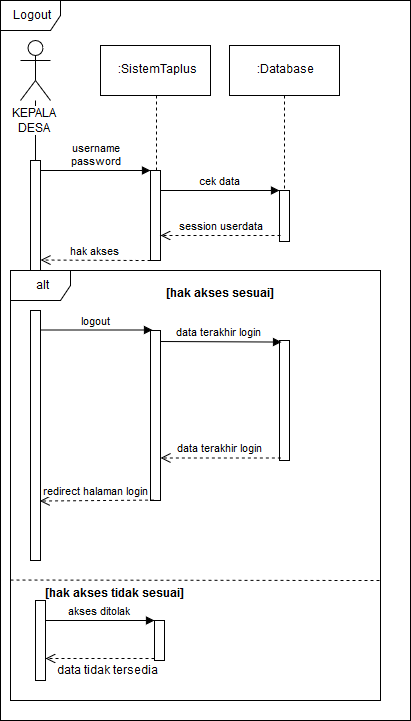 Logout
:SistemTaplus
:Database
KEPALA
DESA
username
password
cek data
session userdata
hak akses
alt
[hak akses sesuai]
logout
data terakhir login
data terakhir login
redirect halaman login
[hak akses tidak sesuai]
akses ditolak
data tidak tersedia